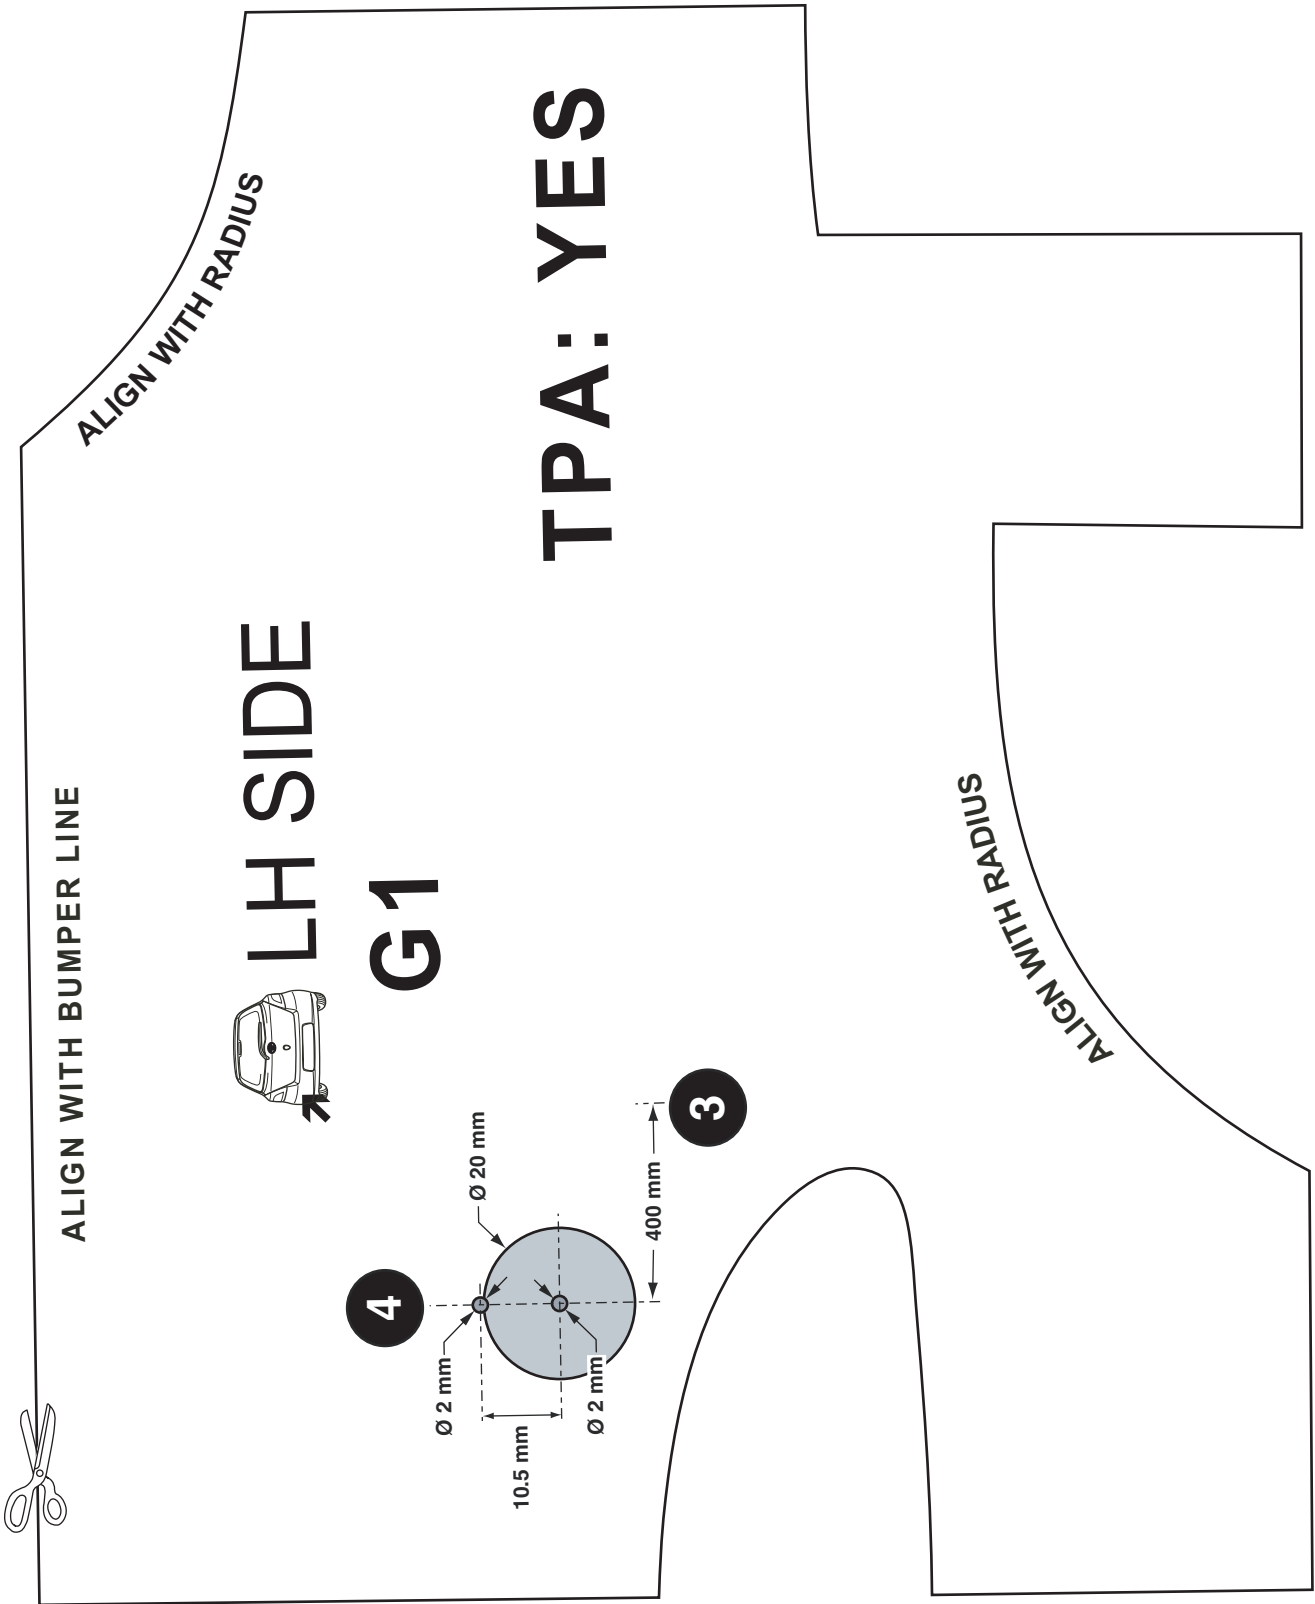 ALIGN WITH BUMPER LINE
ALIGN WITH RADIUS
LH SIDE
G1
TPA: YES
4
Ø 2 mm
Ø 20 mm
10.5 mm
Ø 2 mm
400 mm
3
ALIGN WITH RADIUS